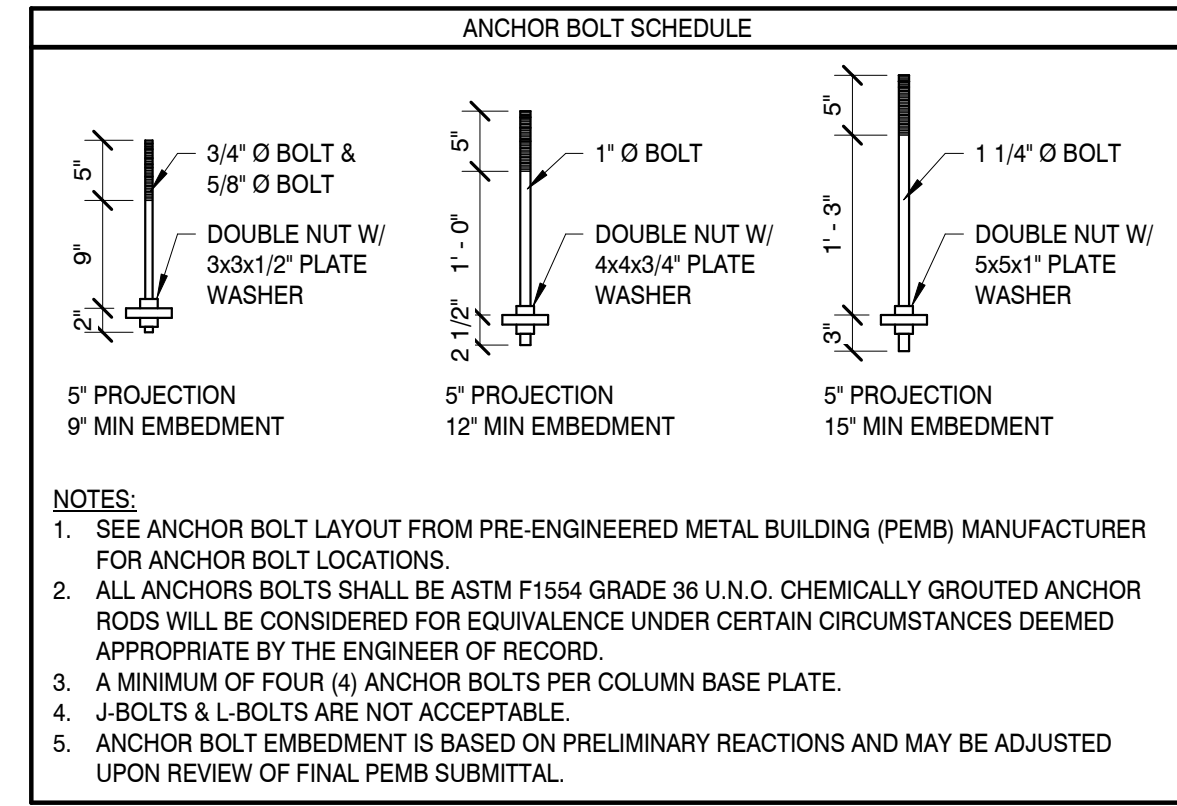 ANCHOR BOLT SCHEDULE
5"
9"
2"
3/4" Ø BOLT &
5/8" Ø BOLT
DOUBLE NUT W/
3x3x1/2" PLATE
WASHER
5" PROJECTION
9" MIN EMBEDMENT
5"
1' - 0"
2 1/2"
1" Ø BOLT
DOUBLE NUT W/
4x4x3/4" PLATE
WASHER
5" PROJECTION
12" MIN EMBEDMENT
5"
1' - 3"
3"
1 1/4" Ø BOLT
DOUBLE NUT W/
5x5x1" PLATE
WASHER
5" PROJECTION
15" MIN EMBEDMENT
NOTES:
1. SEE ANCHOR BOLT LAYOUT FROM PRE-ENGINEERED METAL BUILDING (PEMB) MANUFACTURER
FOR ANCHOR BOLT LOCATIONS.
2. ALL ANCHORS BOLTS SHALL BE ASTM F1554 GRADE 36 U.N.O. CHEMICALLY GROUTED ANCHOR
RODS WILL BE CONSIDERED FOR EQUIVALENCE UNDER CERTAIN CIRCUMSTANCES DEEMED
APPROPRIATE BY THE ENGINEER OF RECORD.
3. A MINIMUM OF FOUR (4) ANCHOR BOLTS PER COLUMN BASE PLATE.
4. J-BOLTS & L-BOLTS ARE NOT ACCEPTABLE.
5. ANCHOR BOLT EMBEDMENT IS BASED ON PRELIMINARY REACTIONS AND MAY BE ADJUSTED
UPON REVIEW OF FINAL PEMB SUBMITTAL.